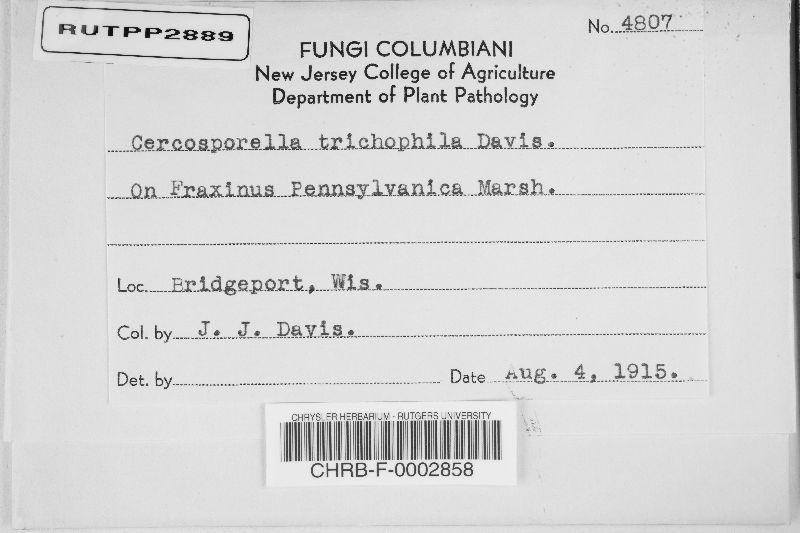 RUTPP2889
No. 4807
FUNGI COLUMBIANI
New Jersey College of Agriculture
Department of Plant Pathology
Cercosporella trichophila Davis.
On Fraxinus Pennsylvanica Marsh.
Loc. Bridgeport, Wis.
Col. by J. J. Davis.
Det. by Date Aug. 4, 1915.
CHRYSLER HERBARIUM - RUTGERS UNIVERSITY
CHRB-F-0002858